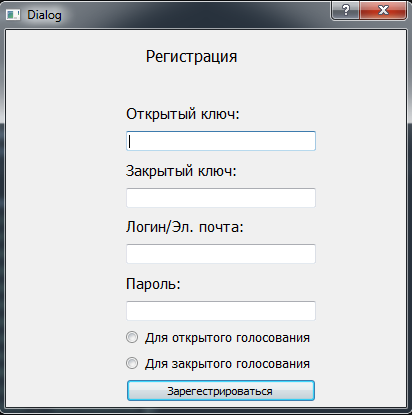 Dialog
Регистрация
Открытый ключ:
Закрытый ключ:
Логин/Эл. почта:
Пароль:
Для открытого голосования
Для закрытого голосования
Зарегестрироваться